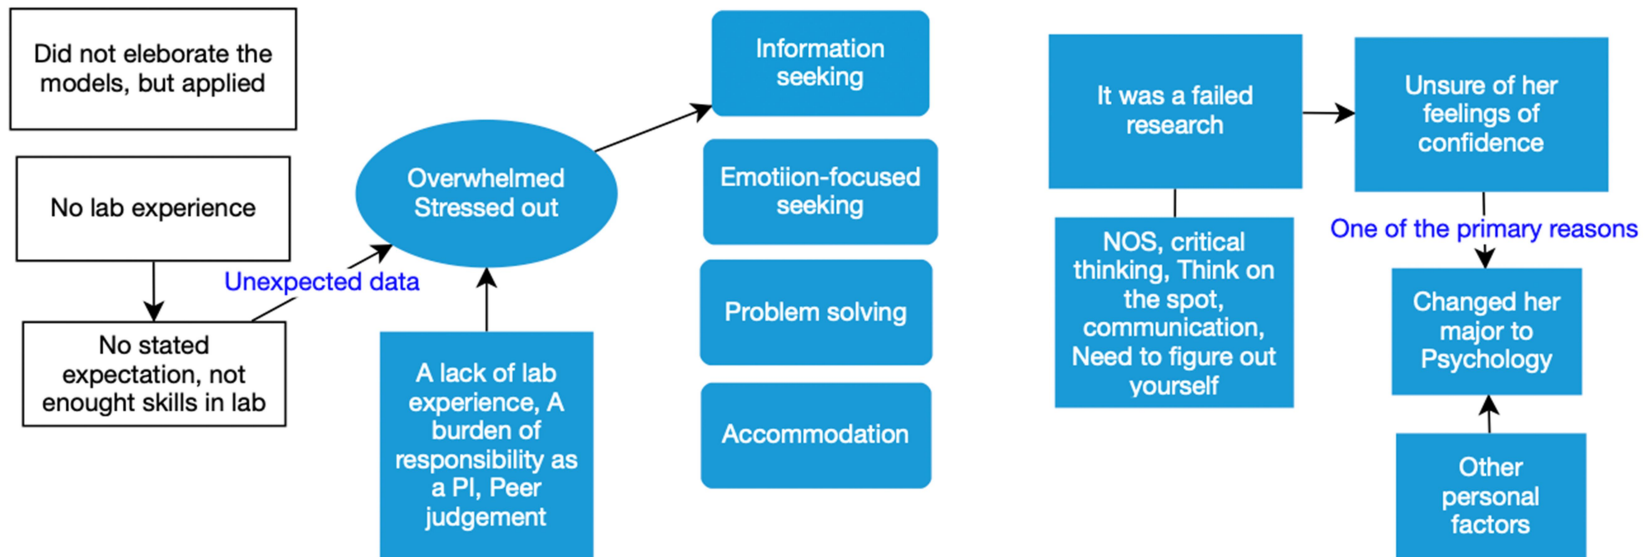 Did not eleborate the
models, but applied
No lab experience
No stated
expectation, not
enought skills in lab
Unexpected data
Overwhelmed
Stressed out
A lack of lab
experience, A
burden of
responsibility as
a PI, Peer
judgement
Information
seeking
Emotiion-focused
seeking
Problem solving
Accommodation
It was a failed
research
NOS, critical
thinking, Think on
the spot,
communication,
Need to figure out
yourself
Unsure of her
feelings of
confidence
One of the primary reasons
Changed her
major to
Psychology
Other
personal
factors